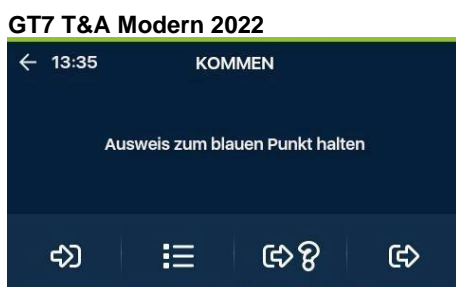 GT7 T&A Modern 2022
13:35 KOMMEN
Ausweis zum blauen Punkt halten